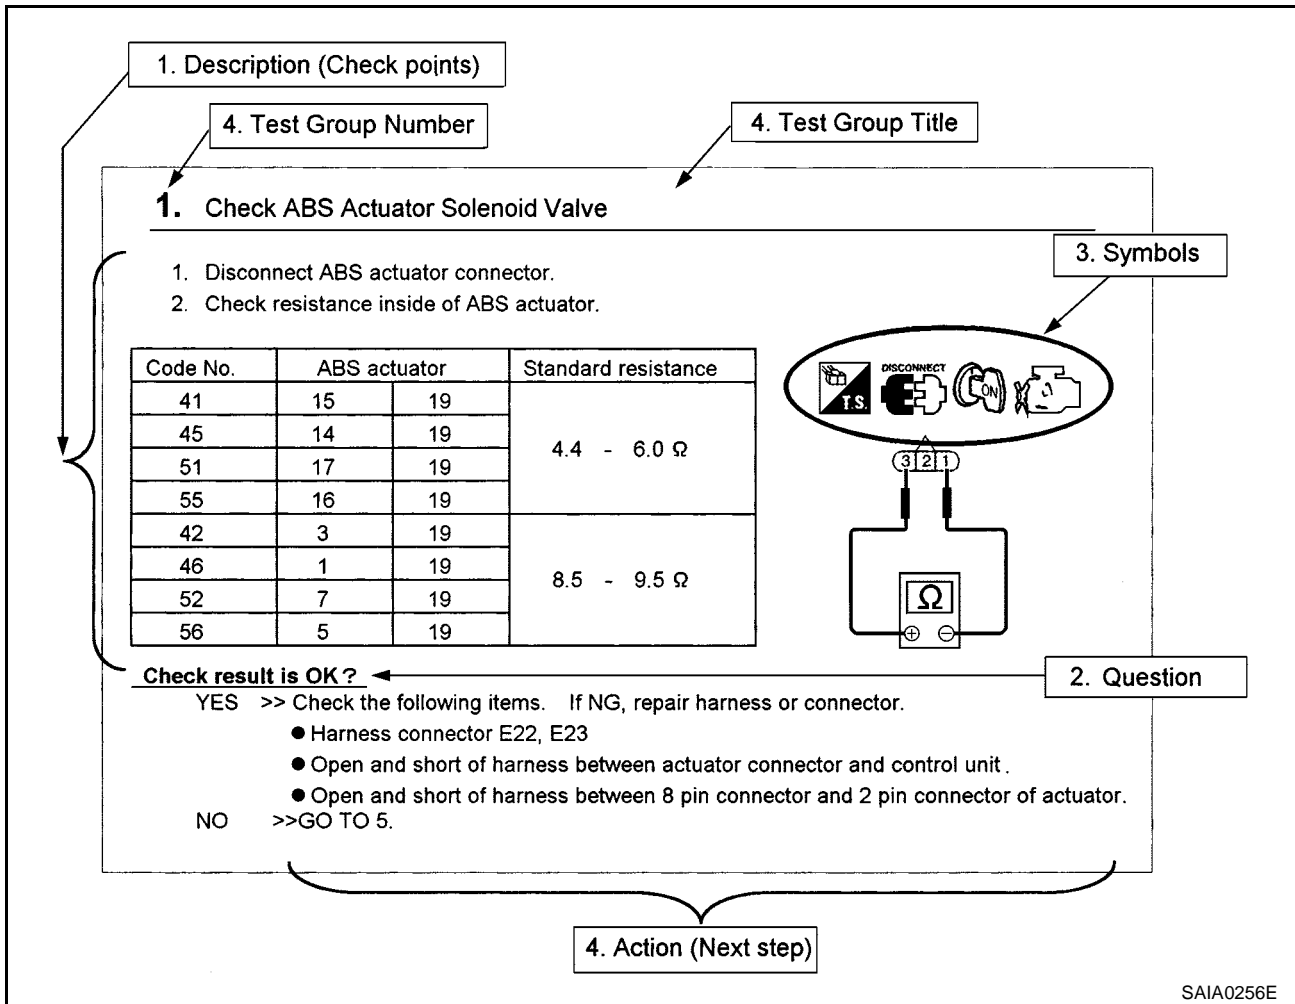 1. Description (Check points)
4. Test Group Number
4. Test Group Title
1. Check ABS Actuator Solenoid Valve
3. Symbols
1. Disconnect ABS actuator connector.
2. Check resistance inside of ABS actuator.
Code No. ABS actuator Standard resistance
41 15 19
45 14 19
4.4 - 6.0 Ω
51 17 19
55 16 19
42 3 19
46 1 19
8.5 - 9.5 Ω
52 7 19
56 5 19
DISCONNECT
T.S.
ON
3 2 1
Ω
+ −
Check result is OK?
2. Question
YES >> Check the following items. If NG, repair harness or connector.
● Harness connector E22, E23
● Open and short of harness between actuator connector and control unit.
● Open and short of harness between 8 pin connector and 2 pin connector of actuator.
NO >>GO TO 5.
4. Action (Next step)
SAIA0256E